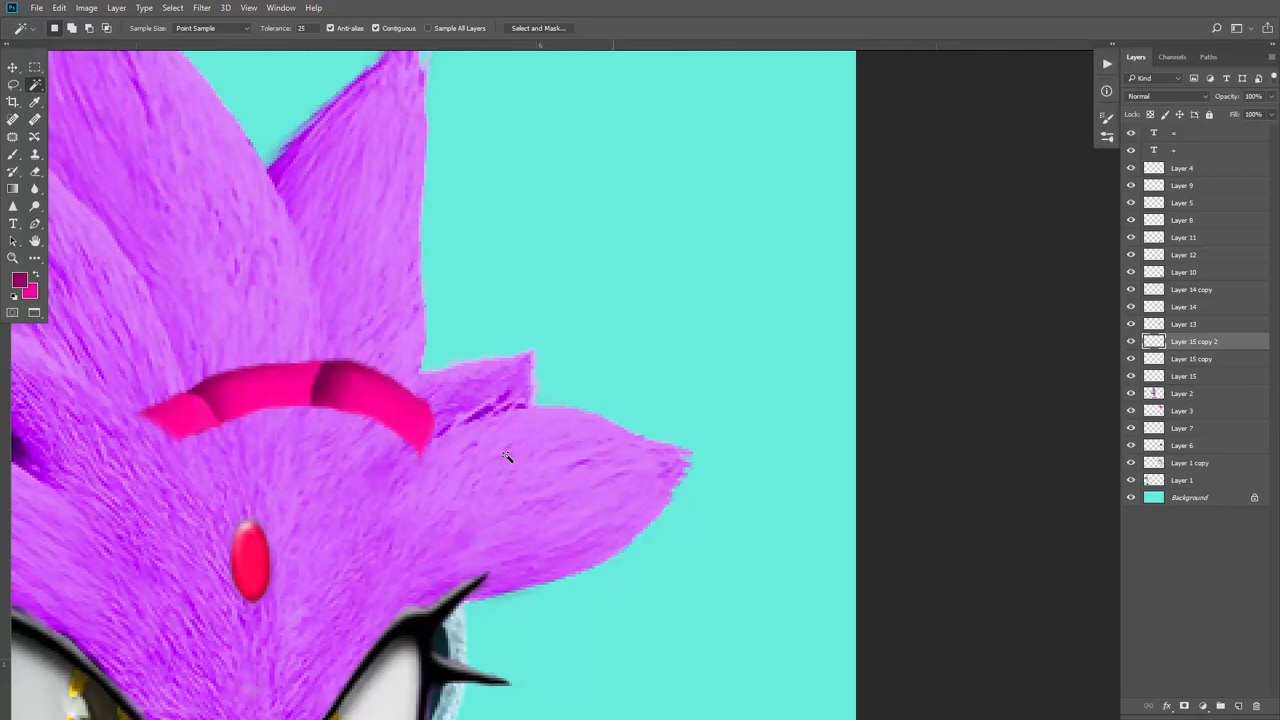 Ps File Edit Image Layer Type Select Filter 3D View Window Help
Sample Size: Point Sample Tolerance: 25 Anti-alias Contiguous Sample All Layers Select and Mask...
6
Layers Channels Paths
Kind
Normal Opacity: 100%
Lock: Fill: 100%
T =
T +
Layer 4
Layer 9
Layer 5
Layer 8
Layer 11
Layer 12
Layer 10
Layer 14 copy
Layer 14
Layer 13
Layer 15 copy 2
Layer 15 copy
Layer 15
Layer 2
Layer 3
Layer 7
Layer 6
Layer 1 copy
Layer 1
Background
1
fx